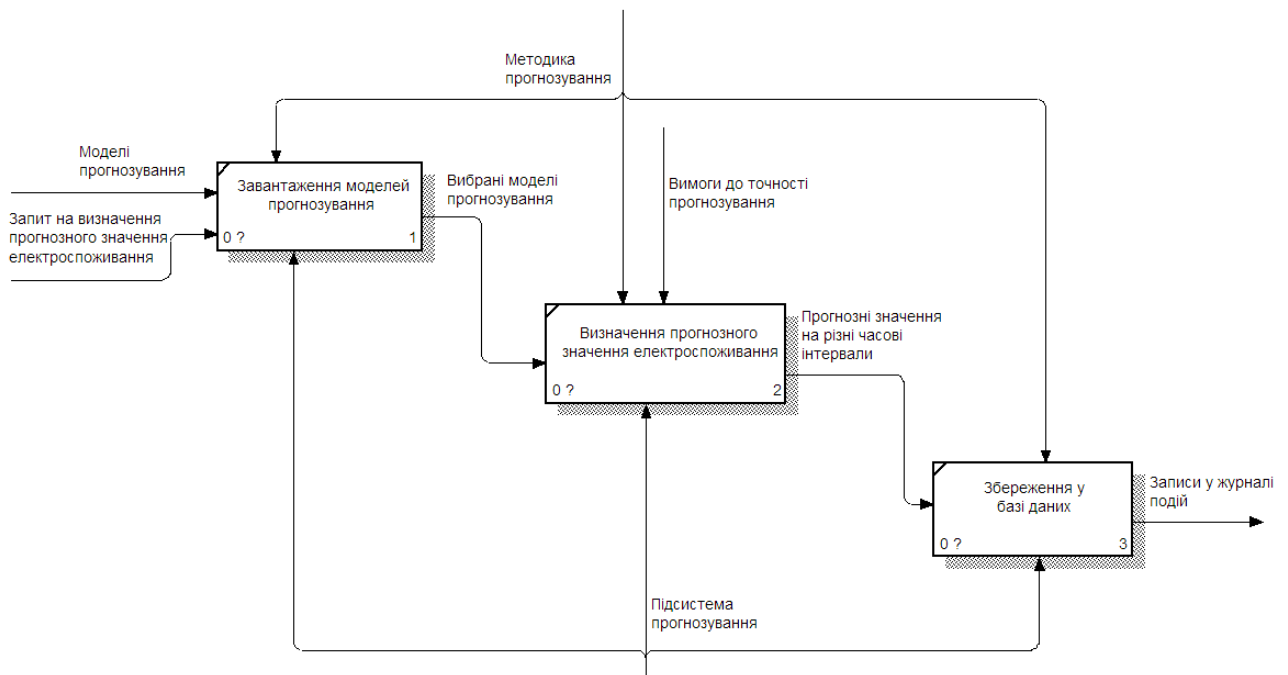 Методика
прогнозування
Моделі
прогнозування
Запит на визначення
прогнозного значення
електроспоживання
Завантаження моделей
прогнозування
0 ?
1
Вибрані моделі
прогнозування
Вимоги до точності
прогнозування
Визначення прогнозного
значення електроспоживання
0 ?
2
Прогнозні значення
на різні часові
інтервали
Збереження у
базі даних
0 ?
3
Записи у журналі
подій
Підсистема
прогнозування